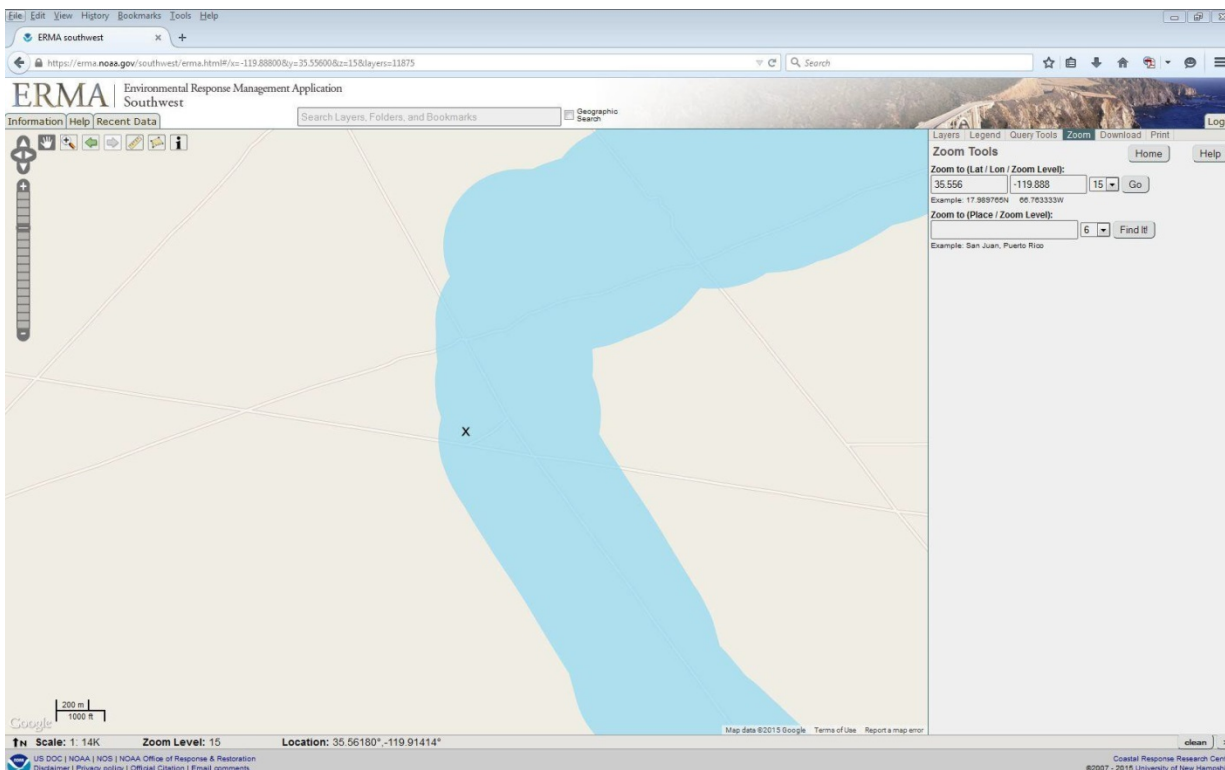 File Edit View History Bookmarks Tools Help
ERMA southwest × +
https://erma.noaa.gov/southwest/erma.html#/x=-119.88800&y=35.55600&z=15&layers=11875
Search
ERMA Environmental Response Management Application
Southwest
Search Layers, Folders, and Bookmarks
Geographic Search
Information Help Recent Data
Log
Layers Legend Query Tools Zoom Download Print
Zoom Tools
Home Help
Zoom to (Lat / Lon / Zoom Level):
35.556 -119.888 15 Go
Example: 17.989765N 66.763333W
Zoom to (Place / Zoom Level):
6 Find It!
Example: San Juan, Puerto Rico
X
200 m
1000 ft
Google
Map data ©2015 Google Terms of Use Report a map error
N Scale: 1: 14K Zoom Level: 15 Location: 35.56180°,-119.91414°
clean
US DOC | NOAA | NOS | NOAA Office of Response & Restoration
Disclaimer | Privacy policy | Official Citation | Email comments
Coastal Response Research Cent
©2007 - 2015 University of New Hampshi